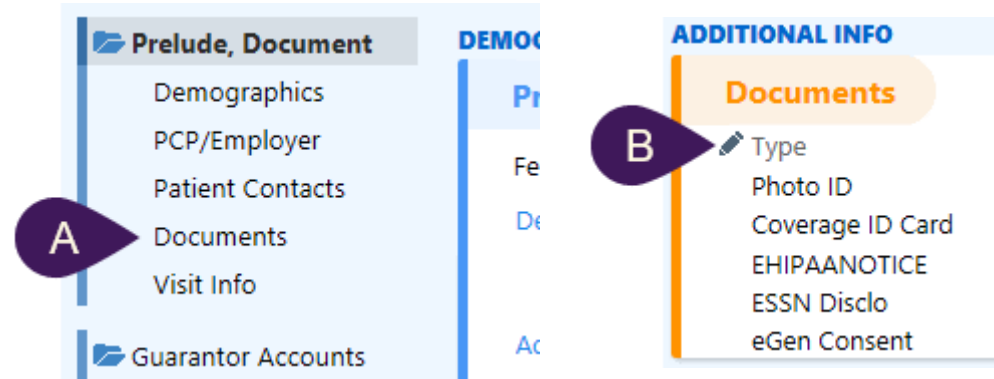 Prelude, Document
Demographics
PCP/Employer
Patient Contacts
A
Documents
Visit Info
Guarantor Accounts
DEMOG
Pr
Fe
De
Ad
ADDITIONAL INFO
Documents
B
Type
Photo ID
Coverage ID Card
EHIPAANOTICE
ESSN Disclo
eGen Consent